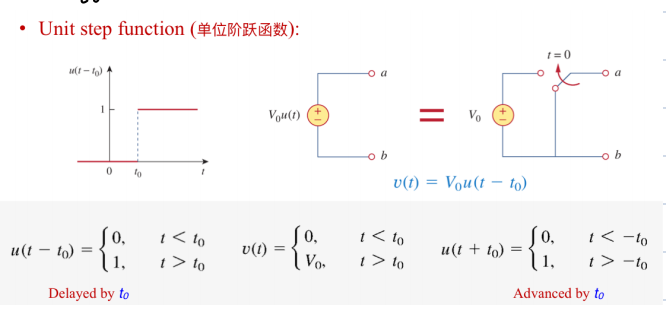 • Unit step function (单位阶跃函数):
u(t − t₀)
1
0
t₀
t
V₀u(t)
+
−
a
b
=
V₀
+
−
t = 0
a
b
v(t) = V₀u(t − t₀)
u(t − t₀) = { 0, t < t₀
1, t > t₀
v(t) = { 0, t < t₀
V₀, t > t₀
u(t + t₀) = { 0, t < −t₀
1, t > −t₀
Delayed by t₀
Advanced by t₀